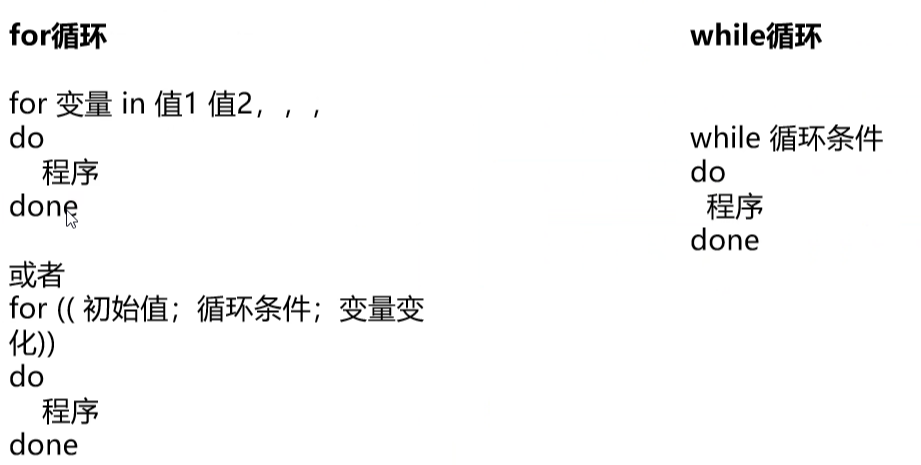 for循环
for 变量 in 值1 值2，，，
do
程序
done
或者
for (( 初始值；循环条件；变量变
化))
do
程序
done
while循环
while 循环条件
do
程序
done